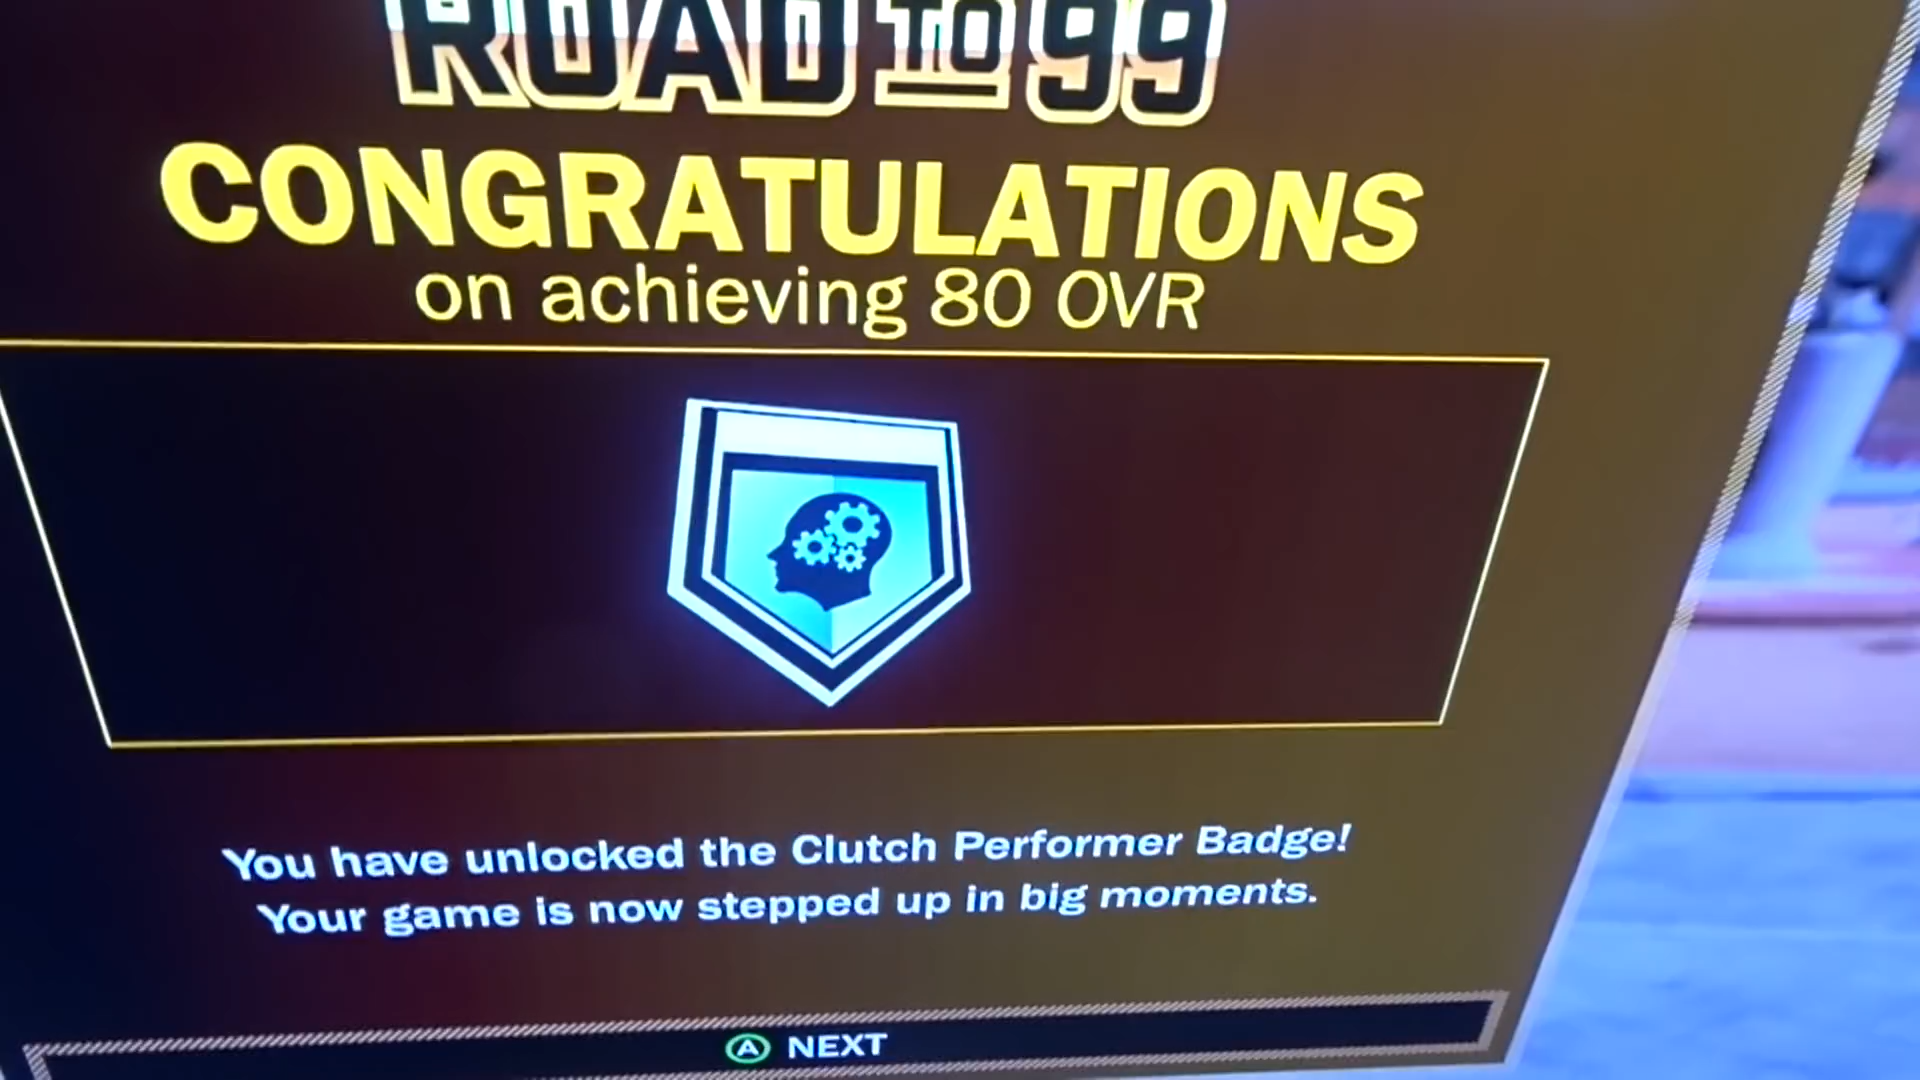 ROAD TO 99
CONGRATULATIONS
on achieving 80 OVR
You have unlocked the Clutch Performer Badge!
Your game is now stepped up in big moments.
A NEXT